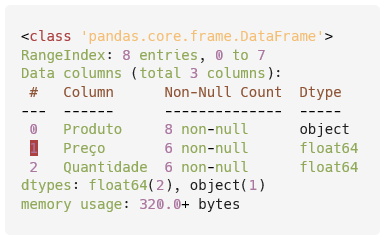 <class 'pandas.core.frame.DataFrame'>
RangeIndex: 8 entries, 0 to 7
Data columns (total 3 columns):
 #   Column      Non-Null Count  Dtype
---  ------      --------------  -----
 0   Produto     8 non-null      object
 1   Preço       6 non-null      float64
 2   Quantidade  6 non-null      float64
dtypes: float64(2), object(1)
memory usage: 320.0+ bytes